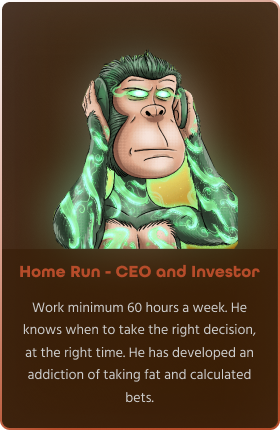 Home Run - CEO and Investor
Work minimum 60 hours a week. He
knows when to take the right decision,
at the right time. He has developed an
addiction of taking fat and calculated
bets.